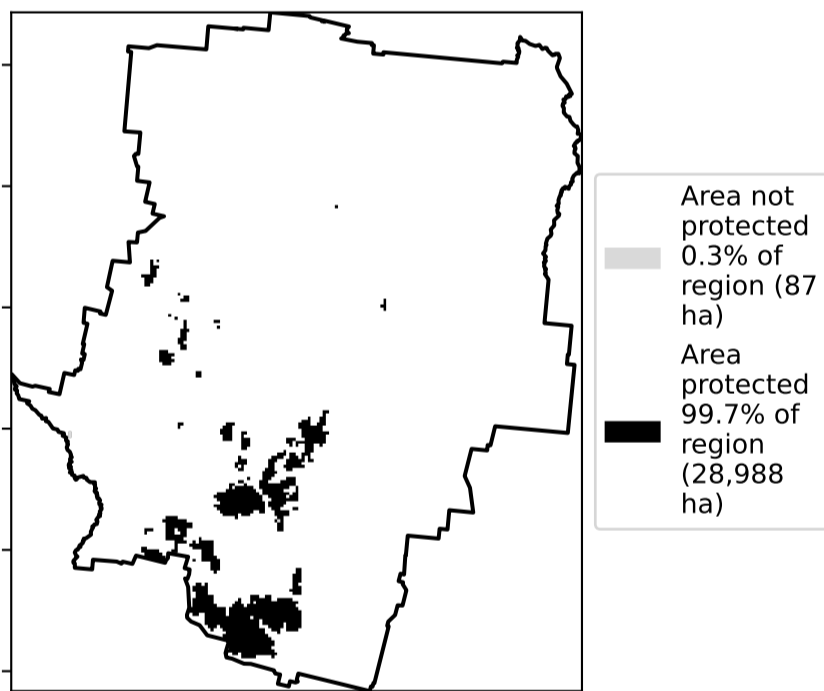 Area not
protected
0.3% of
region (87
ha)
Area
protected
99.7% of
region
(28,988
ha)